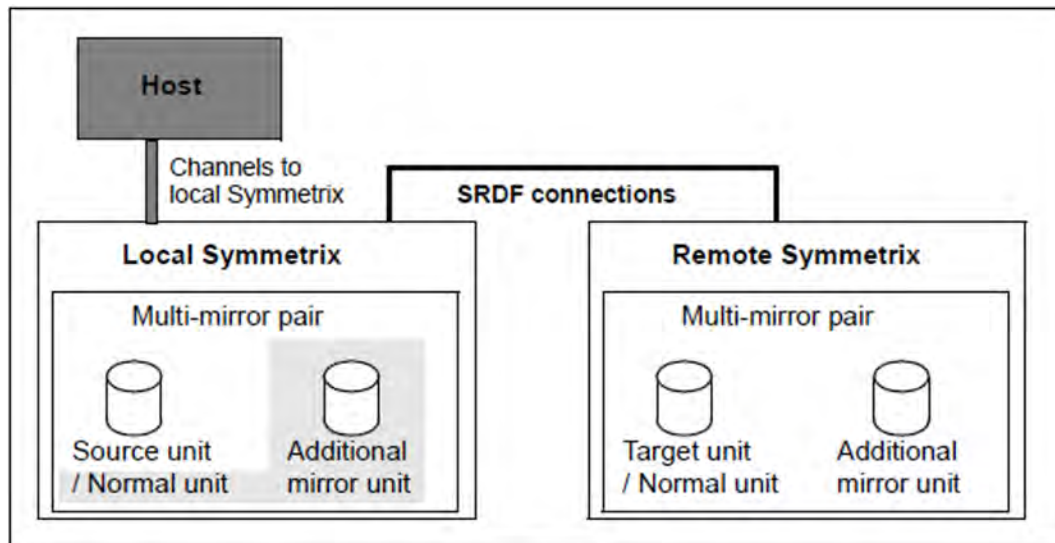 Host
Channels to
local Symmetrix
SRDF connections
Local Symmetrix
Remote Symmetrix
Multi-mirror pair
Multi-mirror pair
Source unit
/ Normal unit
Additional
mirror unit
Target unit
/ Normal unit
Additional
mirror unit